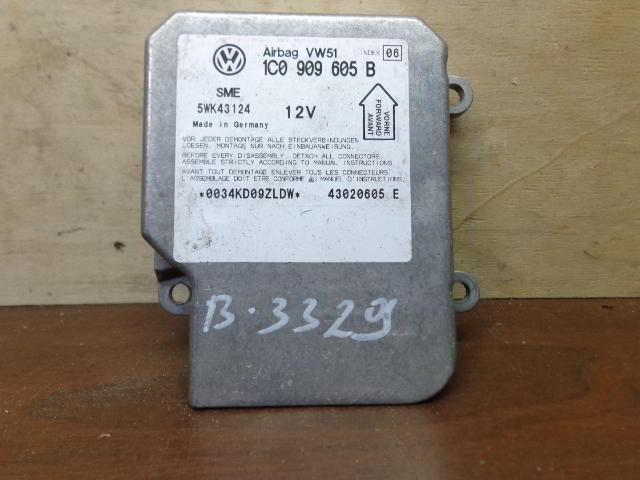 VW
Airbag VW51 INDEX 06
1C0 909 605 B
SME
5WK43124 12V
Made in Germany
VORNE
FORWARD
AVANT
VOR JEDER DEMONTAGE ALLE STECKVERBINDUNGEN
LOESEN. MONTAGE NUR NACH EINBAUANWEISUNG.
BEFORE EVERY DISASSEMBLY, DETACH ALL CONNECTORS.
ASSEMBLE STRICTLY ACCORDING TO MANUAL INSTRUCTIONS.
AVANT TOUT DEMONTAGE ENLEVER TOUS LES CONNECTEURS.
L'ASSEMBLAGE DOIT ETRE CONFORME AU MANUEL D'INSTRUCTIONS.
*0034KD09ZLDW* 43020605 E
B-3329